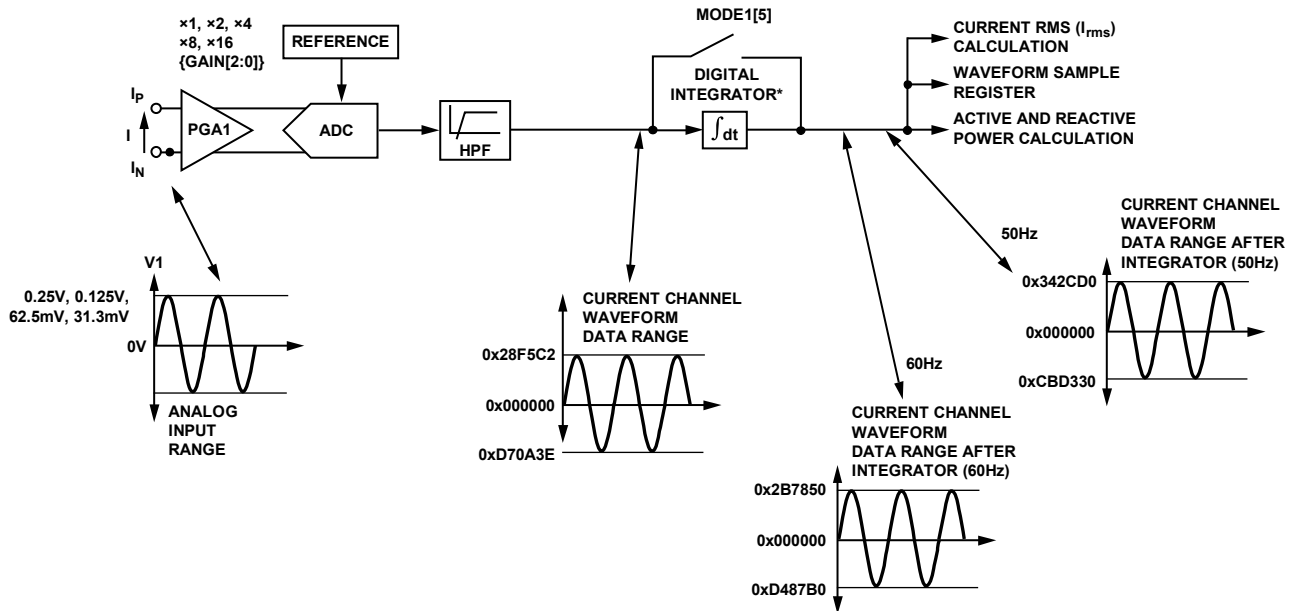 ×1, ×2, ×4
×8, ×16
{GAIN[2:0]}
REFERENCE
MODE1[5]
DIGITAL
INTEGRATOR*
CURRENT RMS (Irms)
CALCULATION
WAVEFORM SAMPLE
REGISTER
ACTIVE AND REACTIVE
POWER CALCULATION
IP
I
IN
PGA1
ADC
HPF
∫dt
V1
0.25V, 0.125V,
62.5mV, 31.3mV
0V
ANALOG
INPUT
RANGE
CURRENT CHANNEL
WAVEFORM
DATA RANGE
0x28F5C2
0x000000
0xD70A3E
60Hz
CURRENT CHANNEL
WAVEFORM
DATA RANGE AFTER
INTEGRATOR (60Hz)
0x2B7850
0x000000
0xD487B0
50Hz
CURRENT CHANNEL
WAVEFORM
DATA RANGE AFTER
INTEGRATOR (50Hz)
0x342CD0
0x000000
0xCBD330